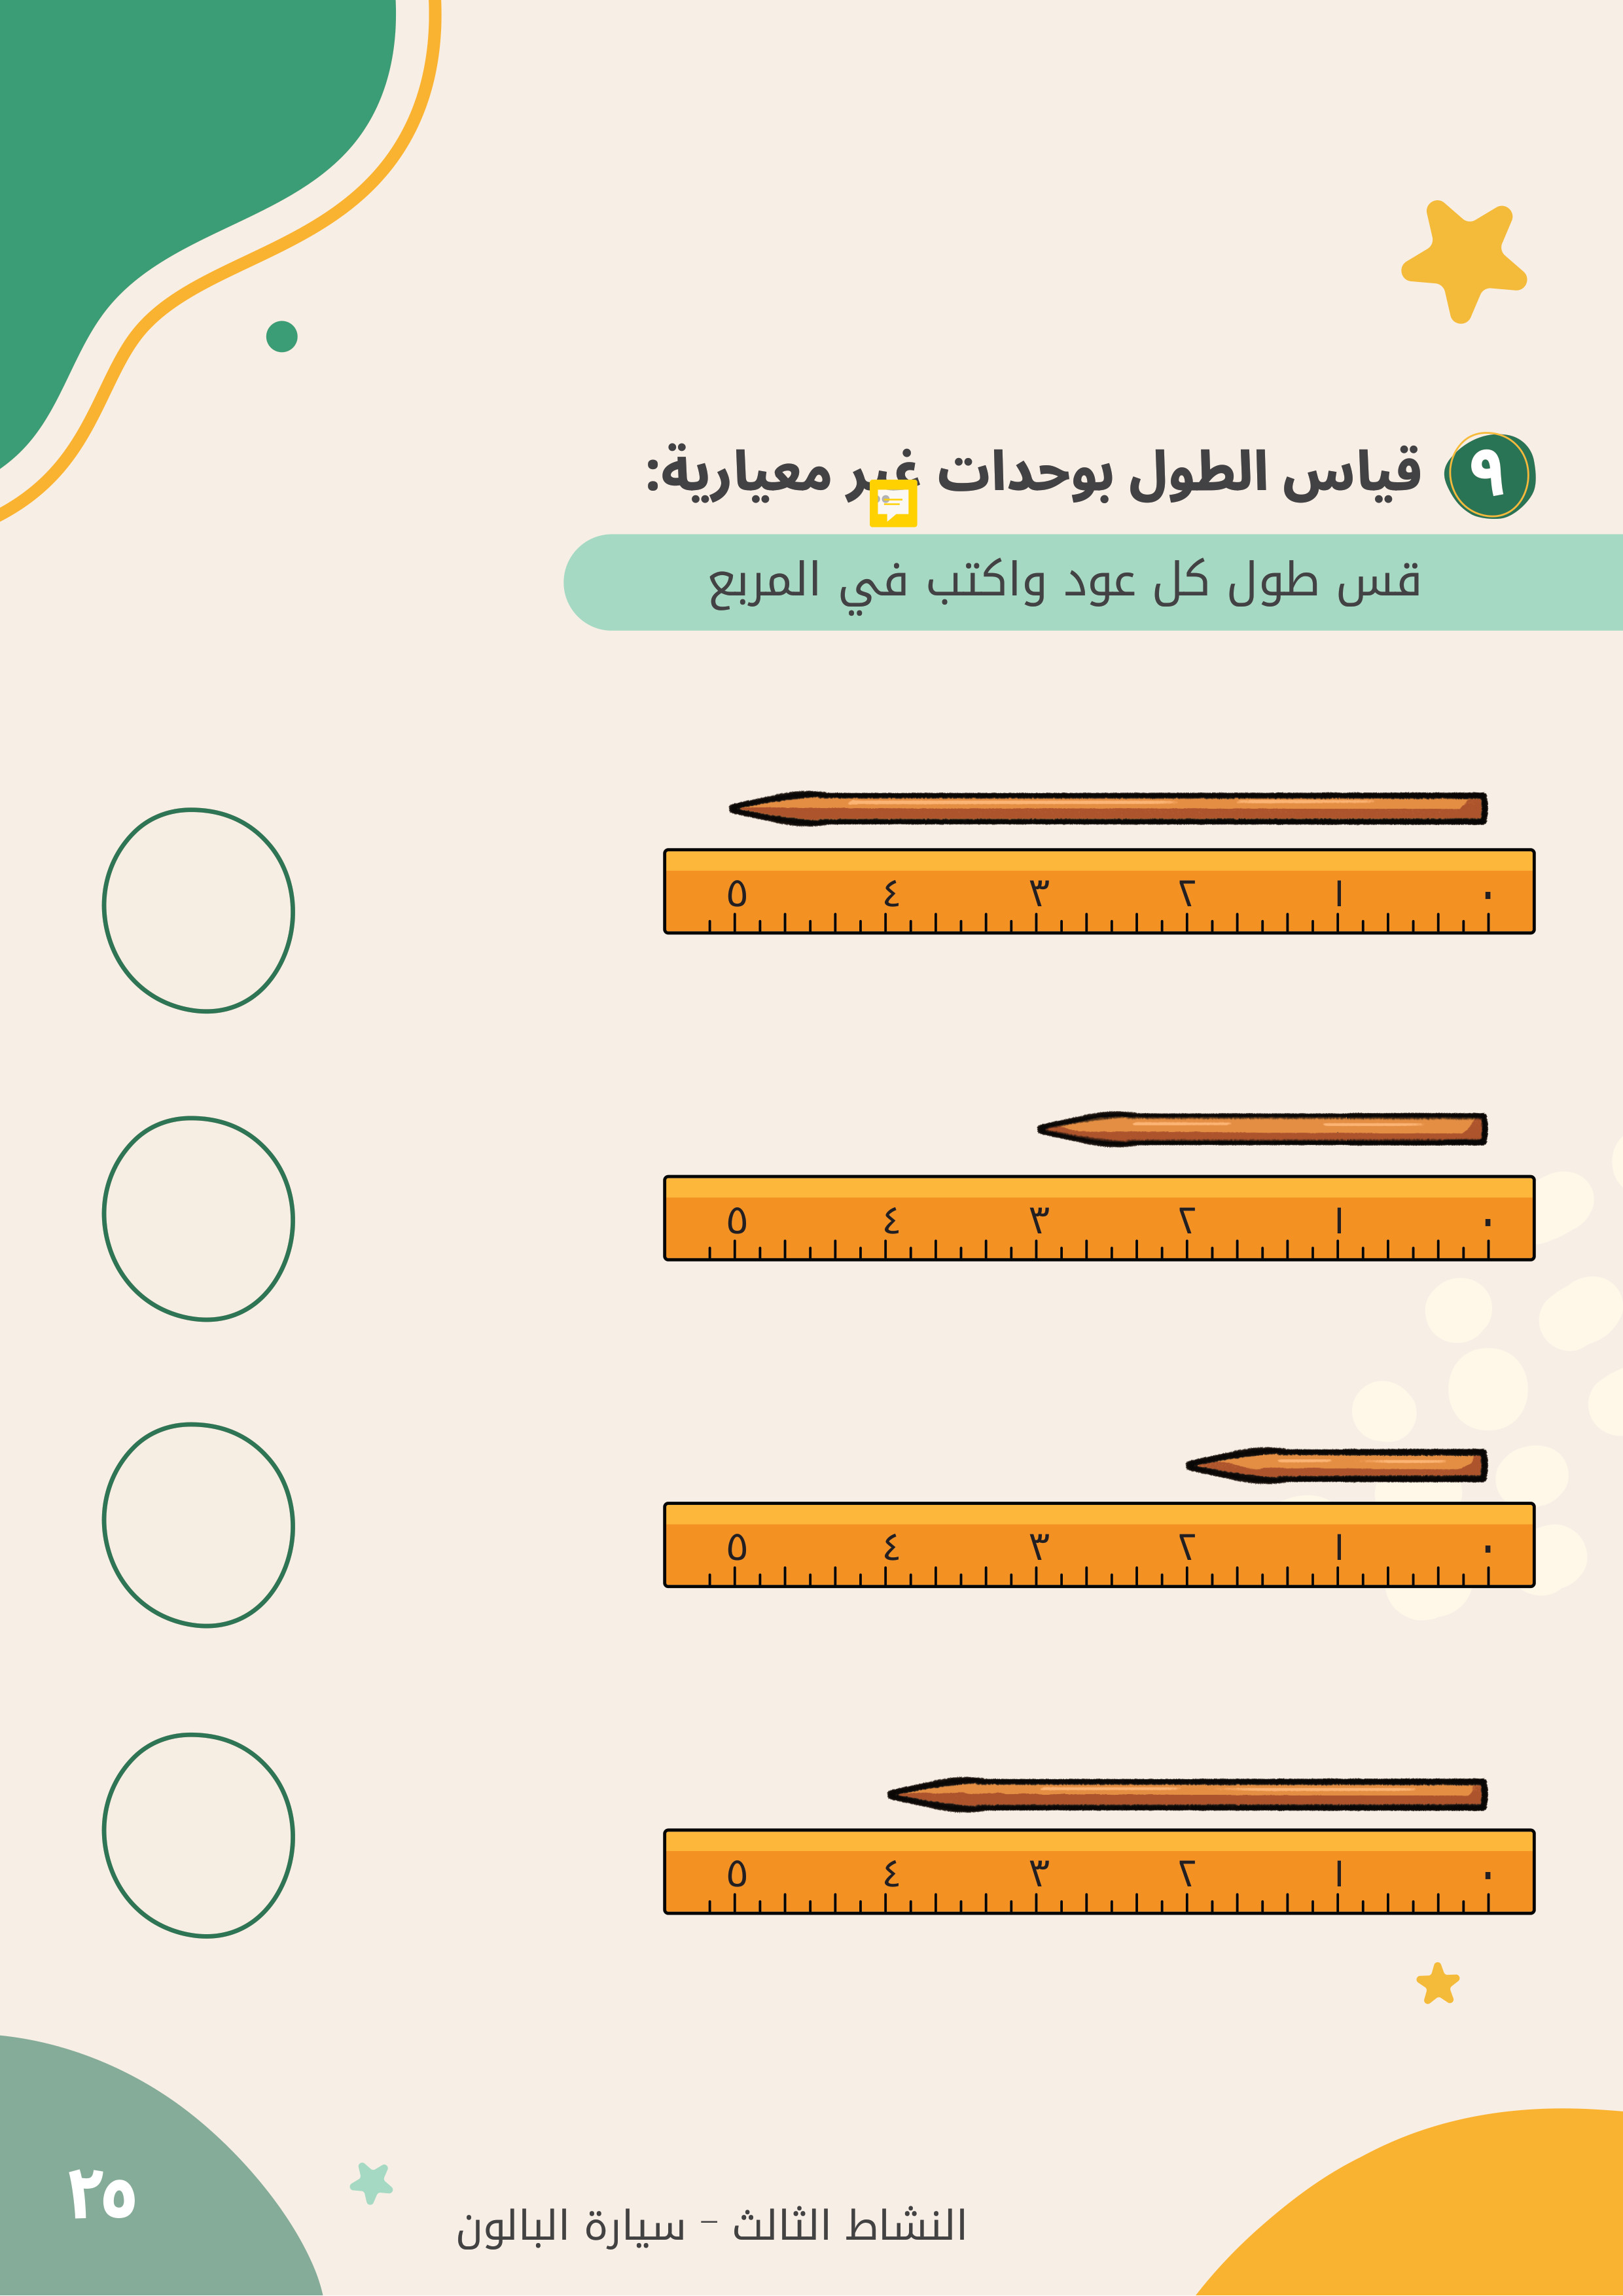 ٩ قياس الطول بوحدات غير معيارية:
قس طول كل عود واكتب في المربع
٠ ١ ٢ ٣ ٤ ٥
٠ ١ ٢ ٣ ٤ ٥
٠ ١ ٢ ٣ ٤ ٥
٠ ١ ٢ ٣ ٤ ٥
النشاط الثالث – سيارة البالون
٢٥